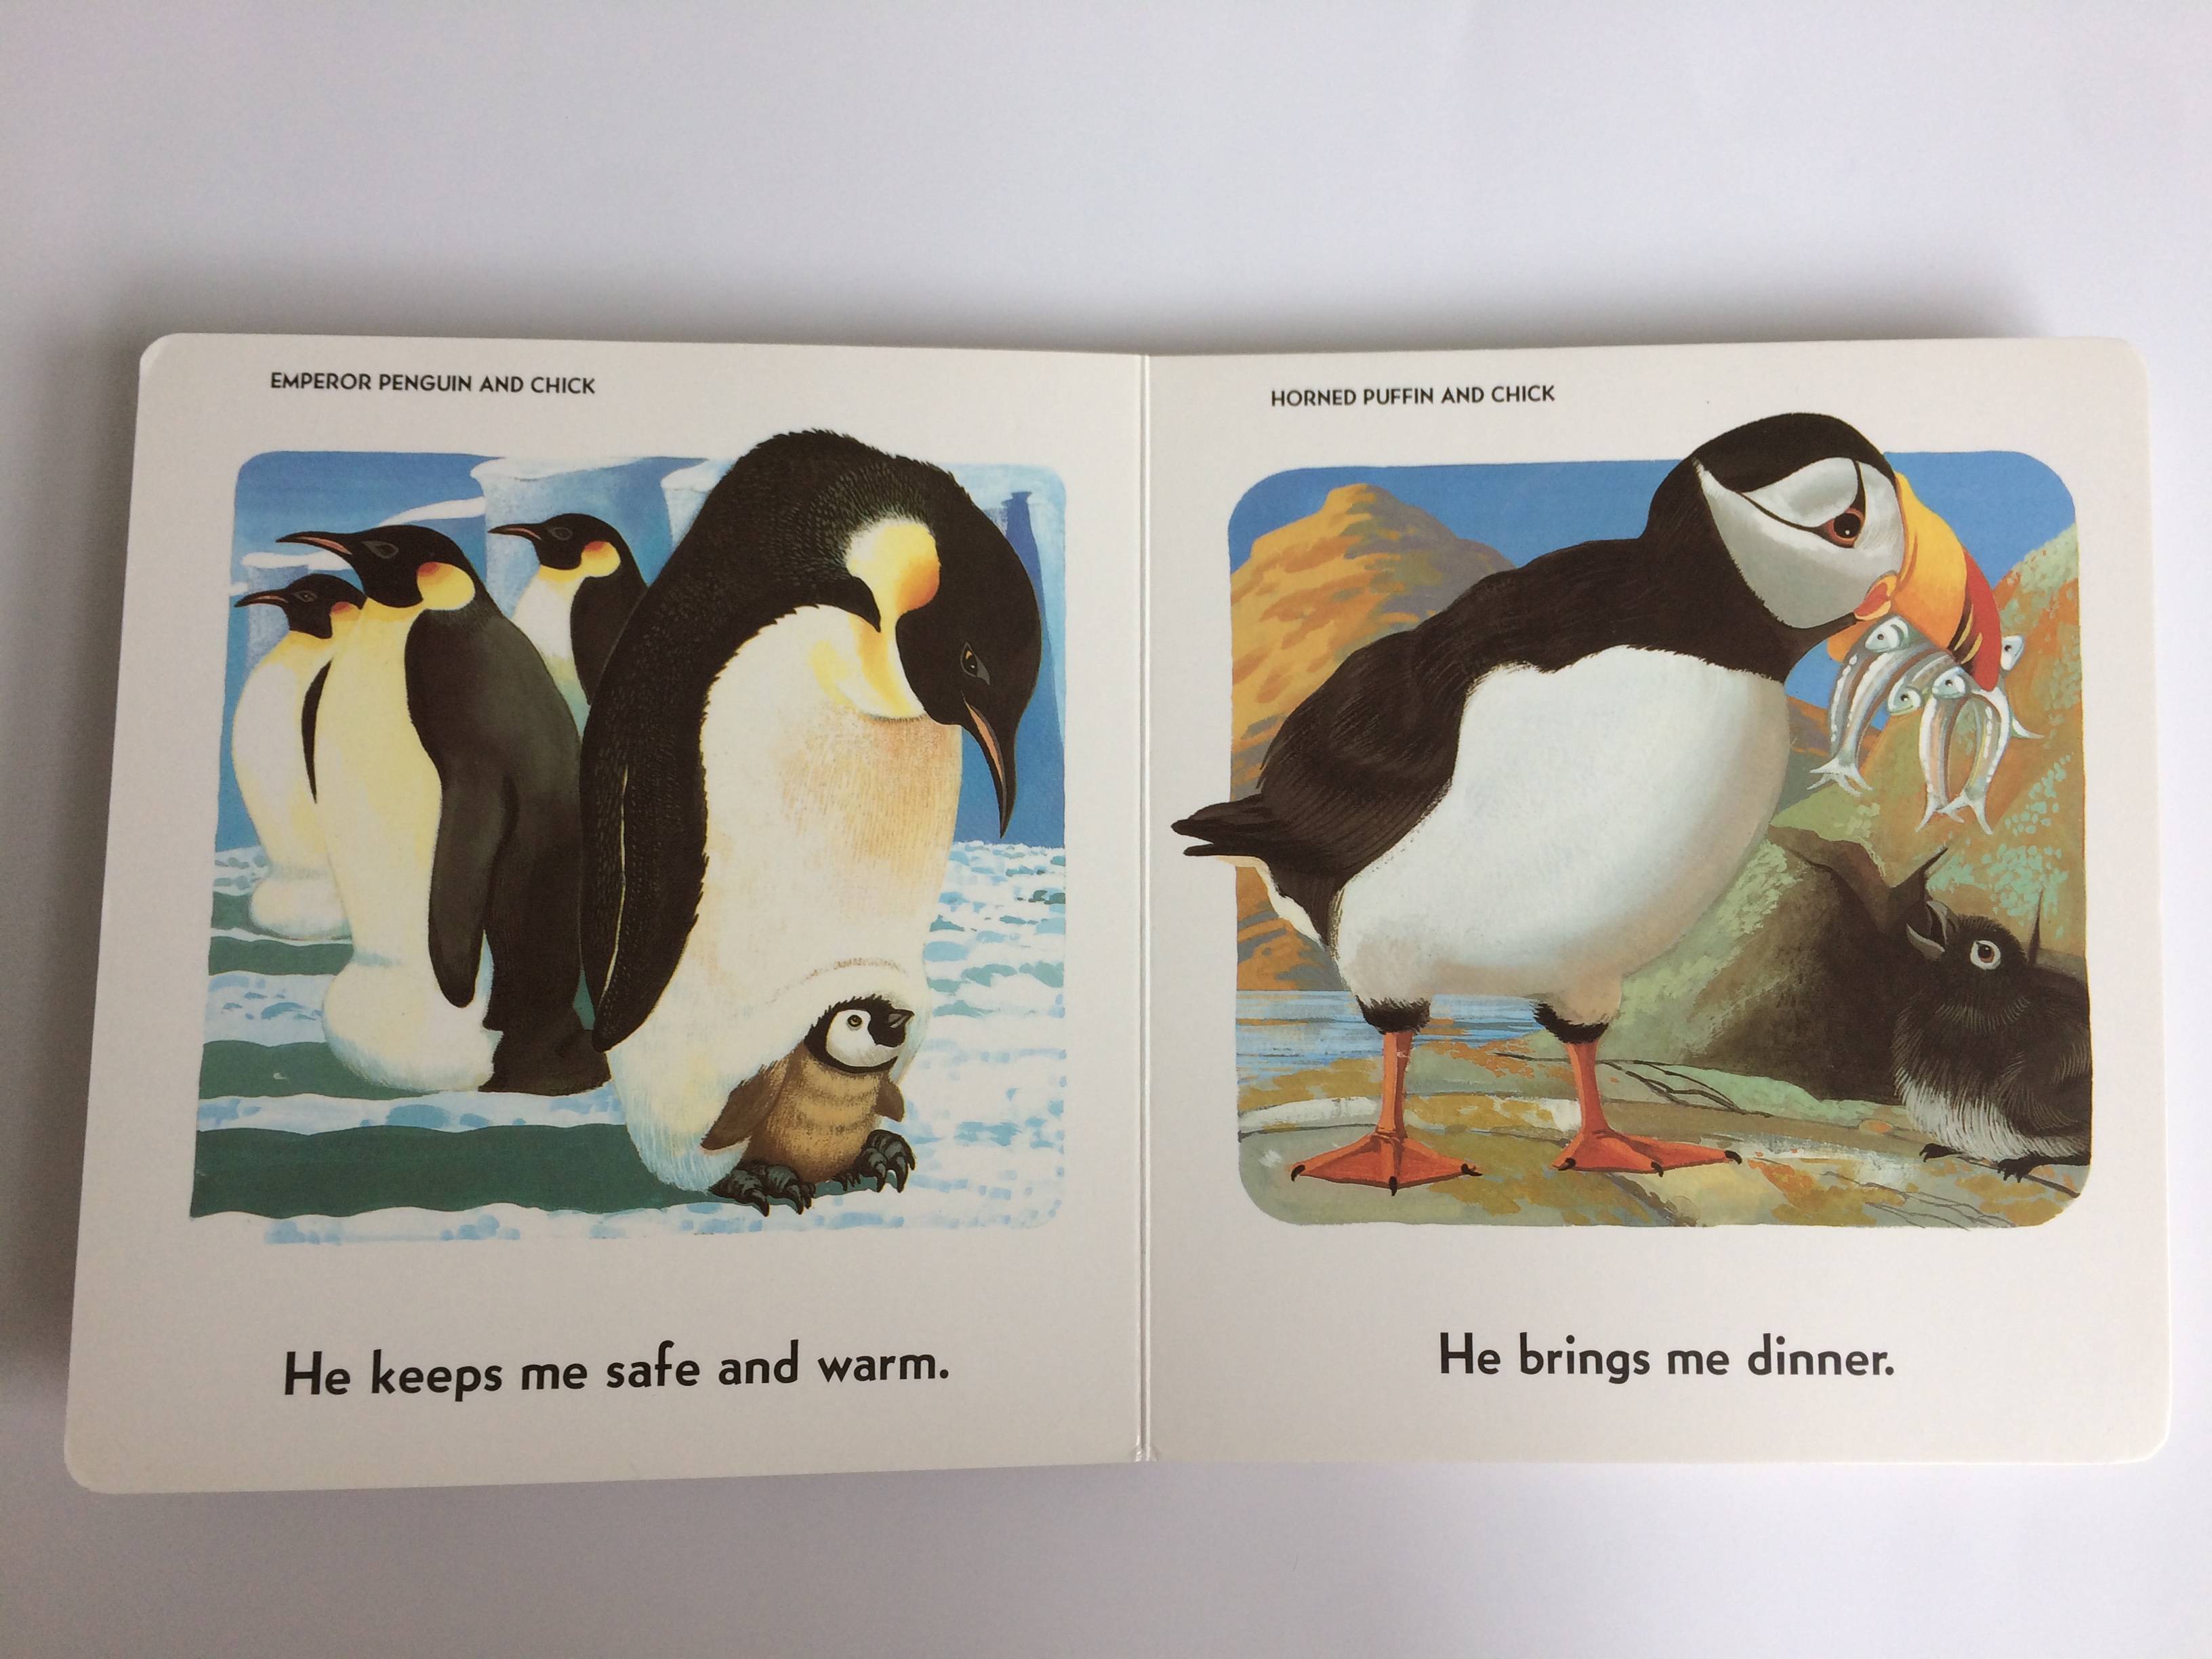 EMPEROR PENGUIN AND CHICK
He keeps me safe and warm.
HORNED PUFFIN AND CHICK
He brings me dinner.